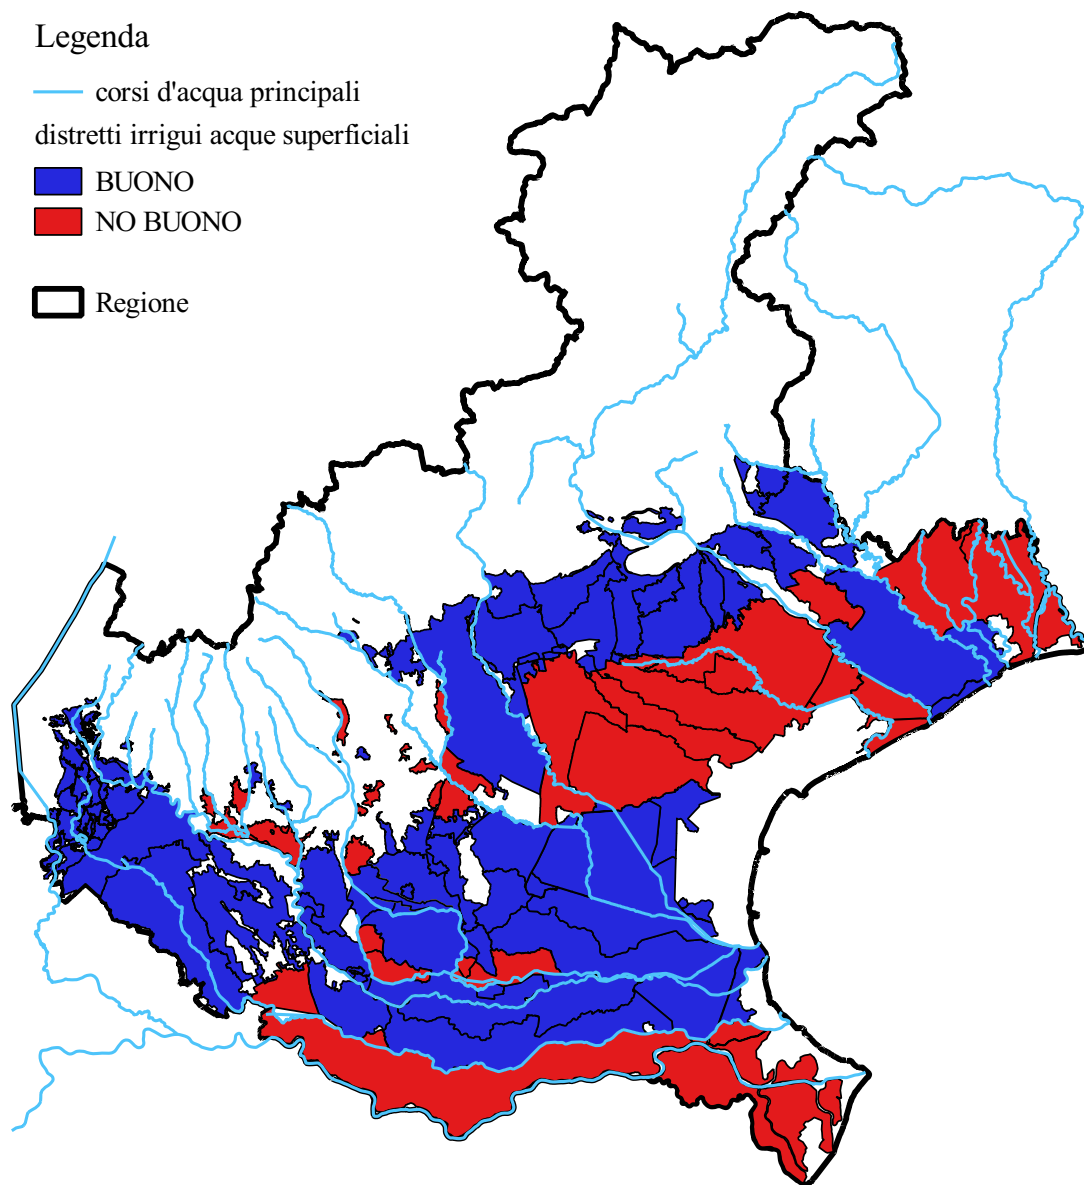 Legenda
corsi d'acqua principali
distretti irrigui acque superficiali
BUONO
NO BUONO
Regione